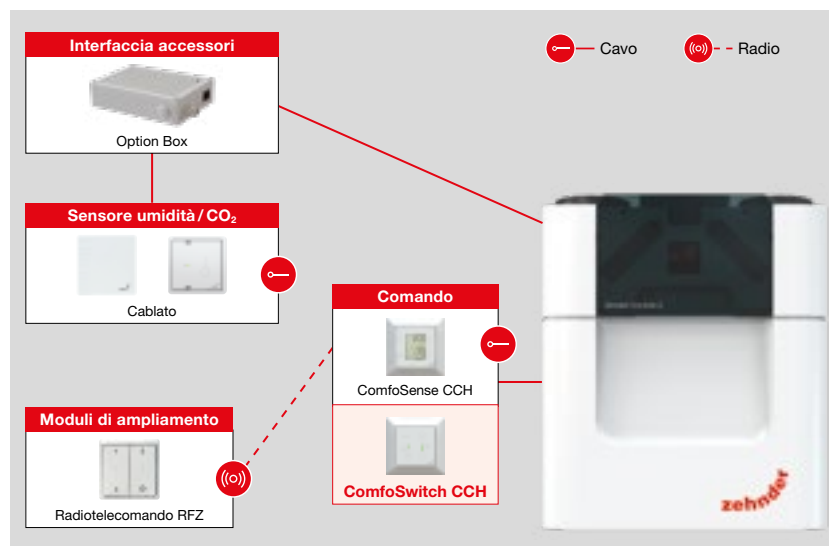 Interfaccia accessori
Option Box
Cavo
Radio
Sensore umidità / CO₂
Cablato
Comando
ComfoSense CCH
ComfoSwitch CCH
Moduli di ampliamento
Radiotelecomando RFZ
zehnder